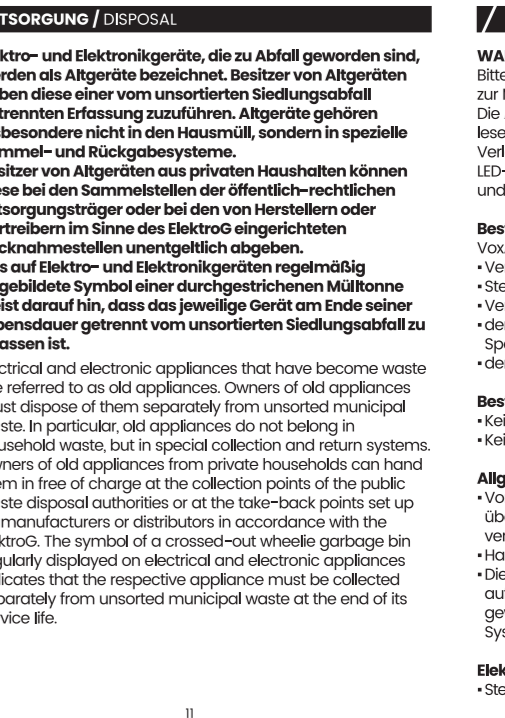 TSORGUNG / DISPOSAL
ktro- und Elektronikgeräte, die zu Abfall geworden sind,
rden als Altgeräte bezeichnet. Besitzer von Altgeräten
ben diese einer vom unsortierten Siedlungsabfall
trennten Erfassung zuzuführen. Altgeräte gehören
sbesondere nicht in den Hausmüll, sondern in spezielle
mmel- und Rückgabesysteme.
sitzer von Altgeräten aus privaten Haushalten können
ese bei den Sammelstellen der öffentlich-rechtlichen
tsorgungsträger oder bei den von Herstellern oder
rtreibern im Sinne des ElektroG eingerichteten
cknahmestellen unentgeltlich abgeben.
s auf Elektro- und Elektronikgeräten regelmäßig
gebildete Symbol einer durchgestrichenen Mülltonne
ist darauf hin, dass das jeweilige Gerät am Ende seiner
bensdauer getrennt vom unsortierten Siedlungsabfall zu
assen ist.
ectrical and electronic appliances that have become waste
e referred to as old appliances. Owners of old appliances
ust dispose of them separately from unsorted municipal
ste. In particular, old appliances do not belong in
usehold waste, but in special collection and return systems.
vners of old appliances from private households can hand
em in free of charge at the collection points of the public
ste disposal authorities or at the take-back points set up
manufacturers or distributors in accordance with the
ktroG. The symbol of a crossed-out wheelie garbage bin
gularly displayed on electrical and electronic appliances
dicates that the respective appliance must be collected
parately from unsorted municipal waste at the end of its
vice life.
11
/
WA
Bitte
zur
Die
lese
Verl
LED-
und
Best
Vox
▪ Ve
▪ Ste
▪ Ve
▪ de
Spe
▪ de
Bes
▪ Kei
▪ Kei
Allg
▪ Vo
übe
ver
▪ Ha
▪ Die
au
gev
Sys
Elek
▪ Ste